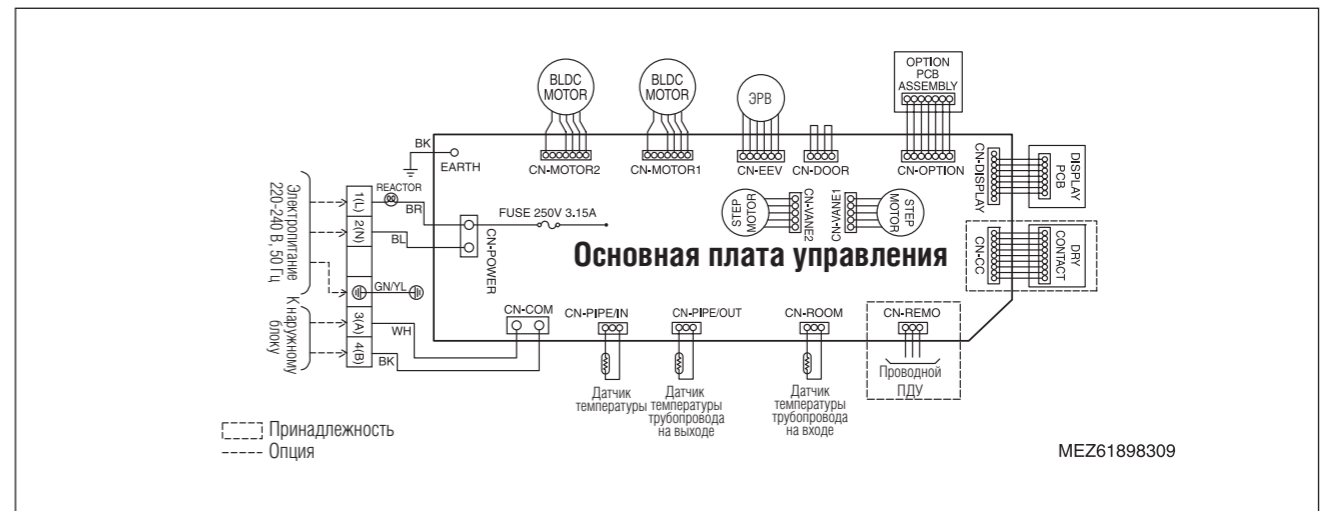 BLDC
MOTOR
BLDC
MOTOR
ЭРВ
OPTION
PCB
ASSEMBLY
BK
EARTH
CN-MOTOR2
CN-MOTOR1
CN-EEV
CN-DOOR
CN-OPTION
CN-DISPLAY
DISPLAY
PCB
Электропитание
220-240 В, 50 Гц
1(L)
REACTOR
BR
2(N)
BL
CN-POWER
FUSE 250V 3.15A
STEP
MOTOR
CN-VANE2
CN-VANE1
STEP
MOTOR
Основная плата управления
CN-CC
DRY
CONTACT
GN/YL
К наружному
блоку
3(A)
WH
4(B)
BK
CN-COM
CN-PIPE/IN
CN-PIPE/OUT
CN-ROOM
CN-REMO
Датчик
температуры
Датчик
температуры
трубопровода
на выходе
Датчик
температуры
трубопровода
на входе
Проводной
ПДУ
Принадлежность
Опция
MEZ61898309